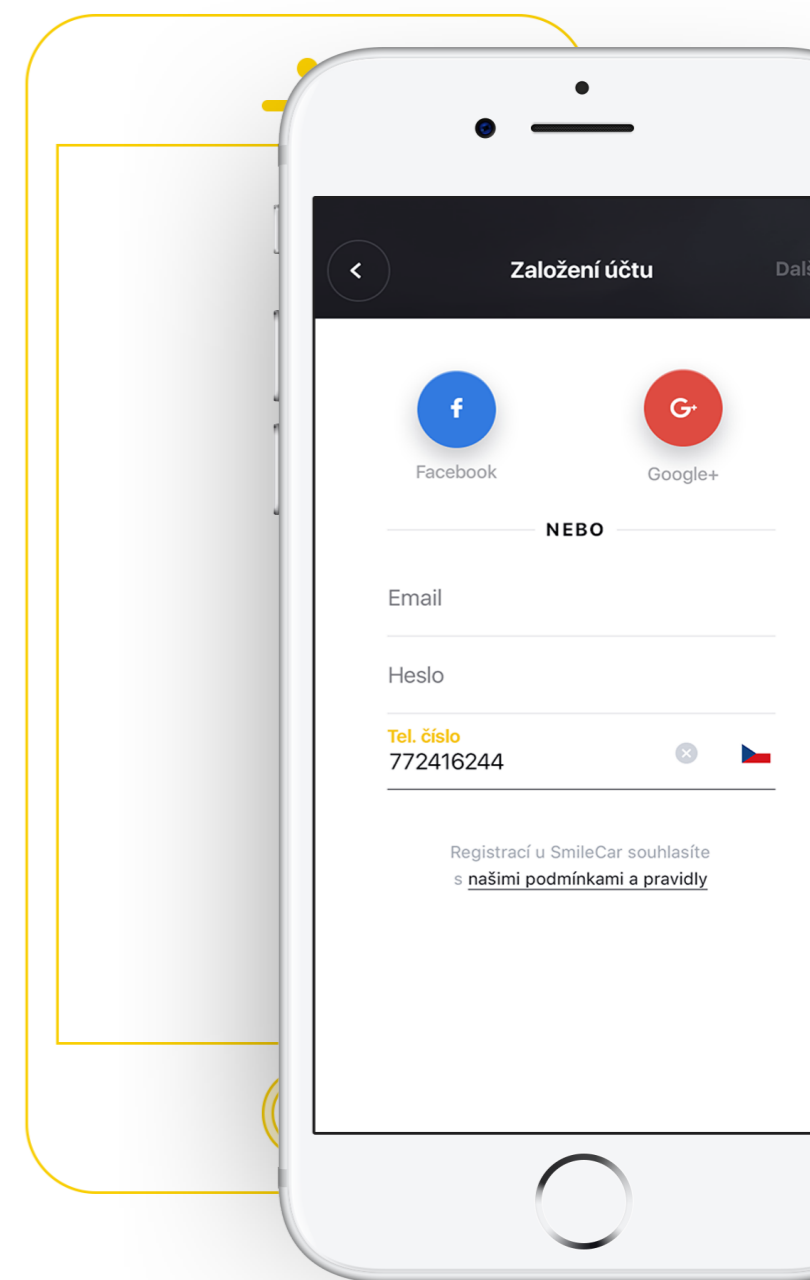 Založení účtu
Facebook
Google+
NEBO
Email
Heslo
Tel. číslo
772416244
Registrací u SmileCar souhlasíte
s našimi podmínkami a pravidly